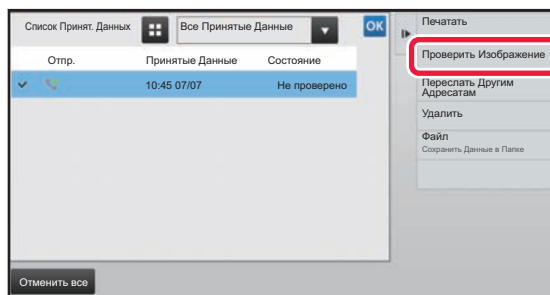 Список Принят. Данных
Все Принятые Данные
OK
Отпр.
Принятые Данные
Состояние
10:45 07/07
Не проверено
Отменить все
Печатать
Проверить Изображение
Переслать Другим
Адресатам
Удалить
Файл
Сохранить Данные в Папке